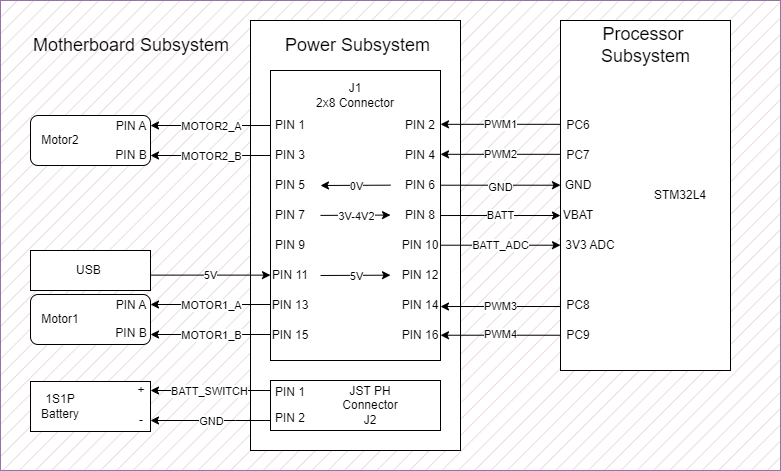 Motherboard Subsystem
Power Subsystem
Processor
Subsystem
J1
2x8 Connector
Motor2
PIN A
MOTOR2_A
PIN 1
PIN 2
PWM1
PC6
PIN B
MOTOR2_B
PIN 3
PIN 4
PWM2
PC7
PIN 5
0V
PIN 6
GND
GND
STM32L4
PIN 7
3V-4V2
PIN 8
BATT
VBAT
PIN 9
PIN 10
BATT_ADC
3V3 ADC
USB
5V
PIN 11
5V
PIN 12
Motor1
PIN A
MOTOR1_A
PIN 13
PIN 14
PWM3
PC8
PIN B
MOTOR1_B
PIN 15
PIN 16
PWM4
PC9
1S1P
Battery
+
BATT_SWITCH
PIN 1
JST PH
Connector
J2
-
GND
PIN 2